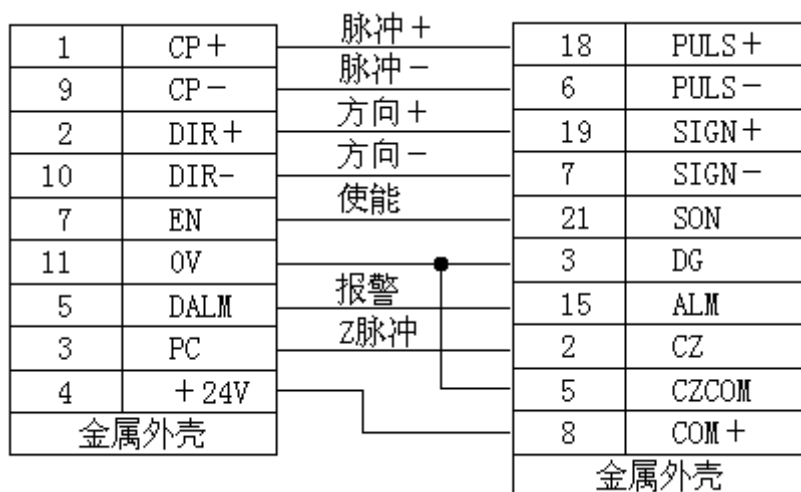 脉冲＋
1 CP＋ 18 PULS＋
脉冲－
9 CP－ 6 PULS－
方向＋
2 DIR＋ 19 SIGN＋
方向－
10 DIR- 7 SIGN－
使能
7 EN 21 SON
11 0V 3 DG
报警
5 DALM 15 ALM
Z脉冲
3 PC 2 CZ
4 ＋24V 5 CZCOM
金属外壳 8 COM＋
金属外壳